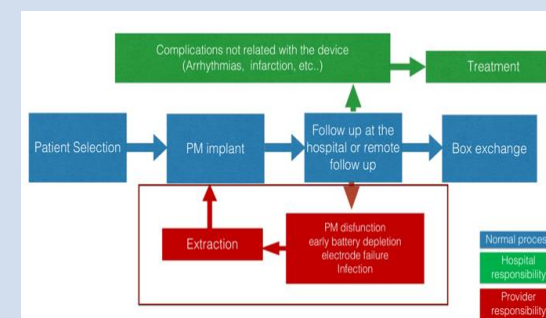 Complications not related with the device
(Arrhythmias, infarction, etc..)
Treatment
Patient Selection
PM implant
Follow up at the
hospital or remote
follow up
Box exchange
Extraction
PM disfunction
early battery depletion
electrode failure
Infection
Normal proces
Hospital
responsibility
Provider
responsibility